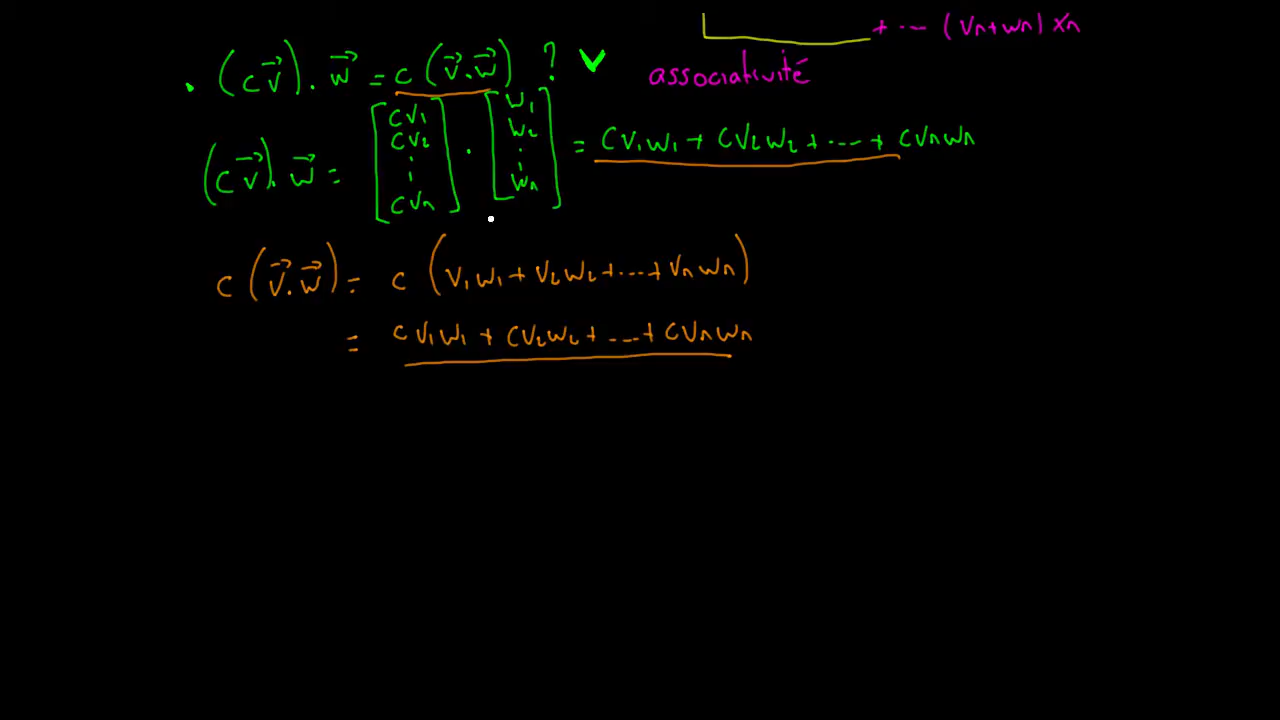 + ... (vn+wn) xn
associativité
• (cv⃗) . w⃗ = c (v⃗ . w⃗) ? ✓
(cv⃗) . w⃗ = [cv1 cv2 ⋮ cvn] . [w1 w2 ⋮ wn] = cv1w1 + cv2w2 + .... + cvnwn
c (v⃗ . w⃗) = c (v1w1 + v2w2 + .... + vnwn)
= cv1w1 + cv2w2 + .... + cvnwn